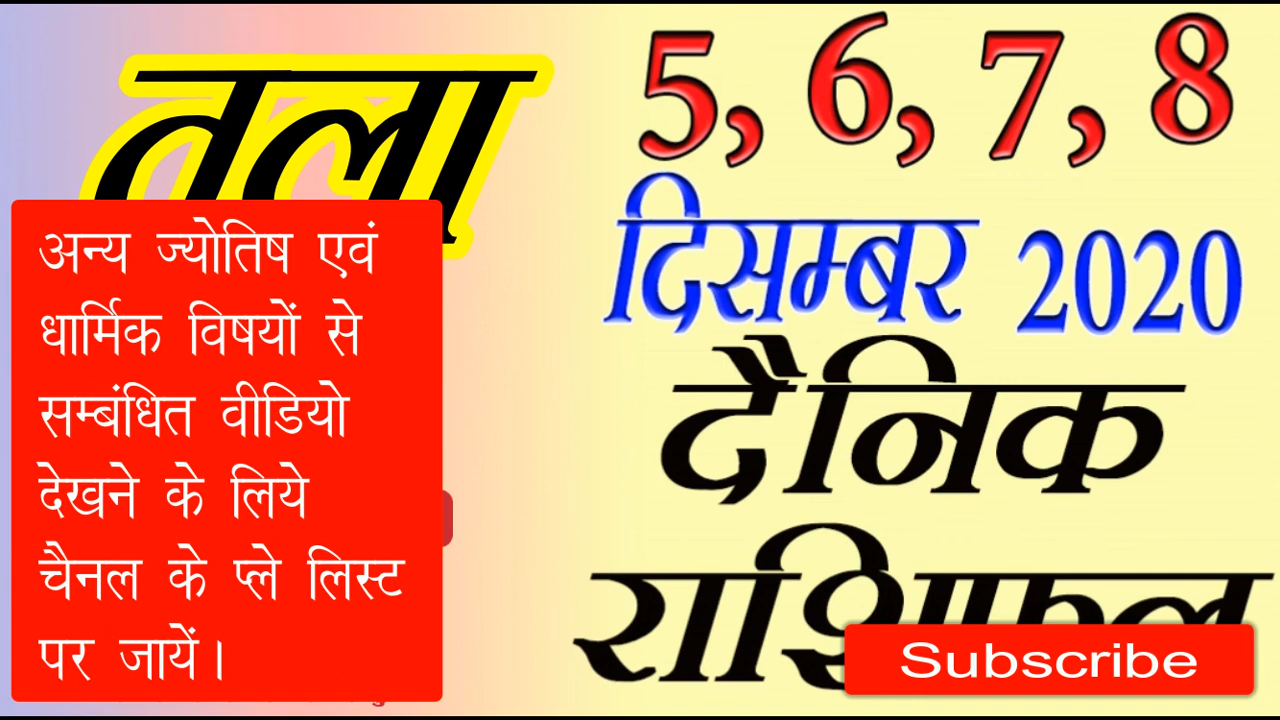 5, 6, 7, 8
दिसम्बर 2020
दैनिक
राशिफल
अन्य ज्योतिष एवं
धार्मिक विषयों से
सम्बंधित वीडियो
देखने के लिये
चैनल के प्ले लिस्ट
पर जायें।
Subscribe